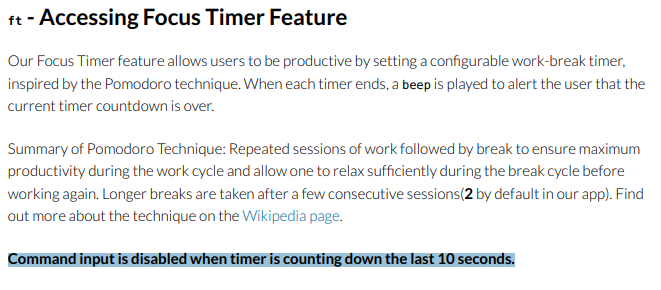 ft - Accessing Focus Timer Feature
Our Focus Timer feature allows users to be productive by setting a configurable work-break timer,
inspired by the Pomodoro technique. When each timer ends, a beep is played to alert the user that the
current timer countdown is over.
Summary of Pomodoro Technique: Repeated sessions of work followed by break to ensure maximum
productivity during the work cycle and allow one to relax sufficiently during the break cycle before
working again. Longer breaks are taken after a few consecutive sessions(2 by default in our app). Find
out more about the technique on the Wikipedia page.
Command input is disabled when timer is counting down the last 10 seconds.